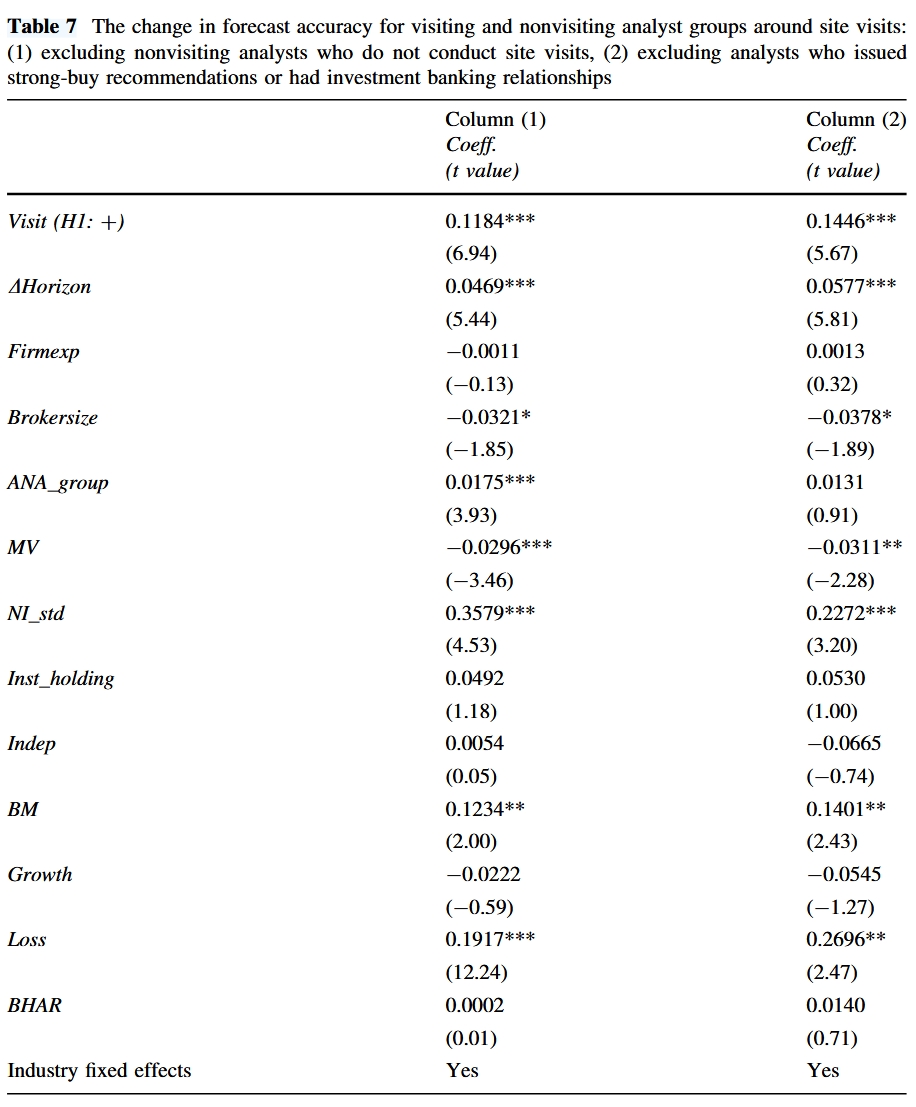 Table 7 The change in forecast accuracy for visiting and nonvisiting analyst groups around site visits:
(1) excluding nonvisiting analysts who do not conduct site visits, (2) excluding analysts who issued
strong-buy recommendations or had investment banking relationships
Column (1) Column (2)
Coeff. Coeff.
(t value) (t value)
Visit (H1: +) 0.1184*** 0.1446***
(6.94) (5.67)
ΔHorizon 0.0469*** 0.0577***
(5.44) (5.81)
Firmexp −0.0011 0.0013
(−0.13) (0.32)
Brokersize −0.0321* −0.0378*
(−1.85) (−1.89)
ANA_group 0.0175*** 0.0131
(3.93) (0.91)
MV −0.0296*** −0.0311**
(−3.46) (−2.28)
NI_std 0.3579*** 0.2272***
(4.53) (3.20)
Inst_holding 0.0492 0.0530
(1.18) (1.00)
Indep 0.0054 −0.0665
(0.05) (−0.74)
BM 0.1234** 0.1401**
(2.00) (2.43)
Growth −0.0222 −0.0545
(−0.59) (−1.27)
Loss 0.1917*** 0.2696**
(12.24) (2.47)
BHAR 0.0002 0.0140
(0.01) (0.71)
Industry fixed effects Yes Yes